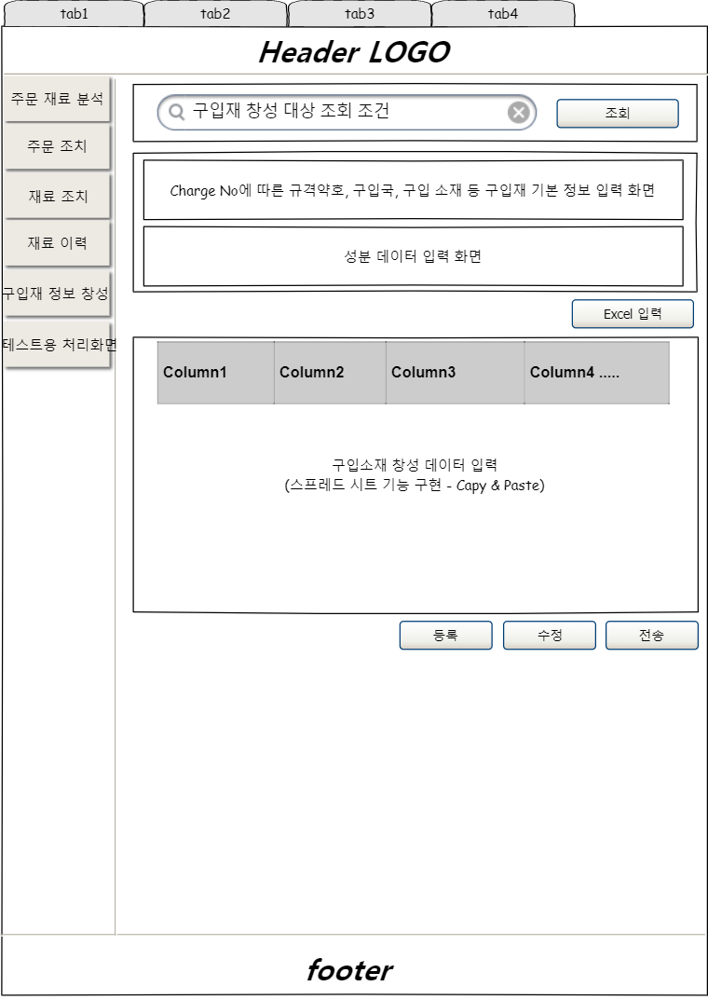 tab1
tab2
tab3
tab4
Header LOGO
주문 재료 분석
주문 조치
재료 조치
재료 이력
구입재 정보 창성
테스트용 처리화면
구입재 창성 대상 조회 조건
조회
Charge No에 따른 규격약호, 구입국, 구입 소재 등 구입재 기본 정보 입력 화면
성분 데이터 입력 화면
Excel 입력
Column1
Column2
Column3
Column4 .....
구입소재 창성 데이터 입력
(스프레드 시트 기능 구현 - Capy & Paste)
등록
수정
전송
footer